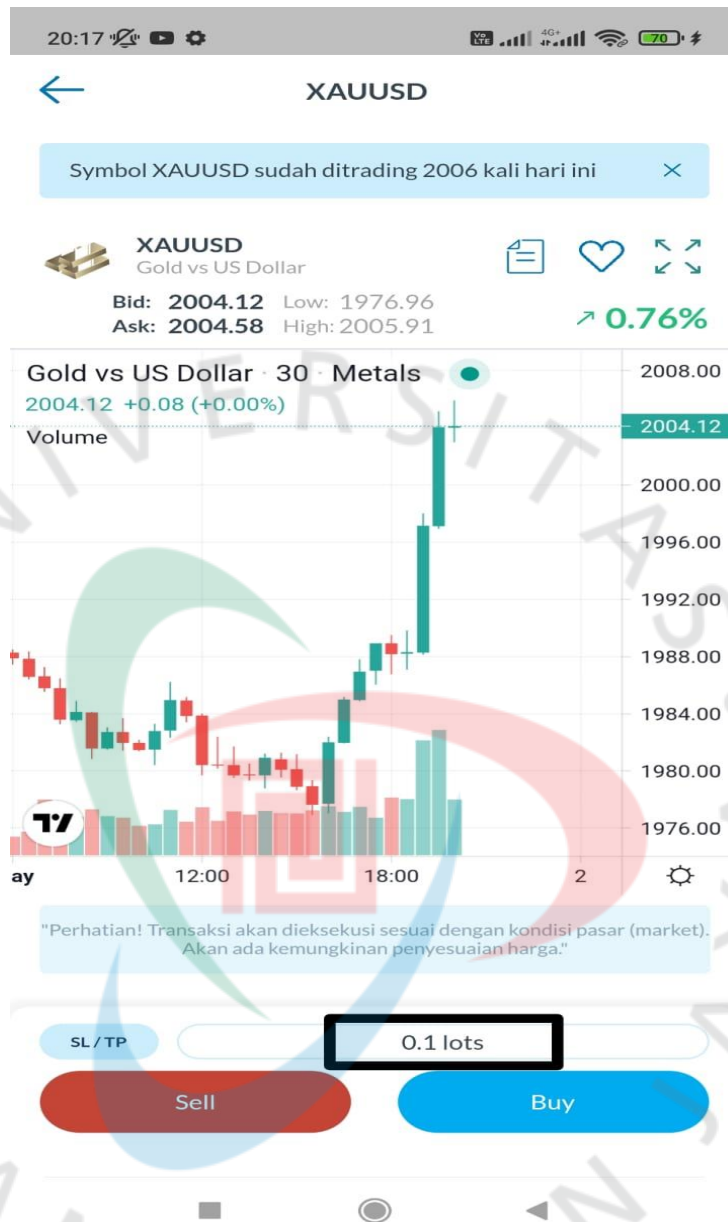 20:17
Vo LTE 4G+ 70
XAUUSD
Symbol XAUUSD sudah ditrading 2006 kali hari ini
XAUUSD
Gold vs US Dollar
Bid: 2004.12 Low: 1976.96
Ask: 2004.58 High: 2005.91
0.76%
Gold vs US Dollar · 30 · Metals
2004.12 +0.08 (+0.00%)
Volume
2008.00
2004.12
2000.00
1996.00
1992.00
1988.00
1984.00
1980.00
1976.00
ay 12:00 18:00 2
"Perhatian! Transaksi akan dieksekusi sesuai dengan kondisi pasar (market).
Akan ada kemungkinan penyesuaian harga."
SL/TP 0.1 lots
Sell Buy
UNIVERSITAS